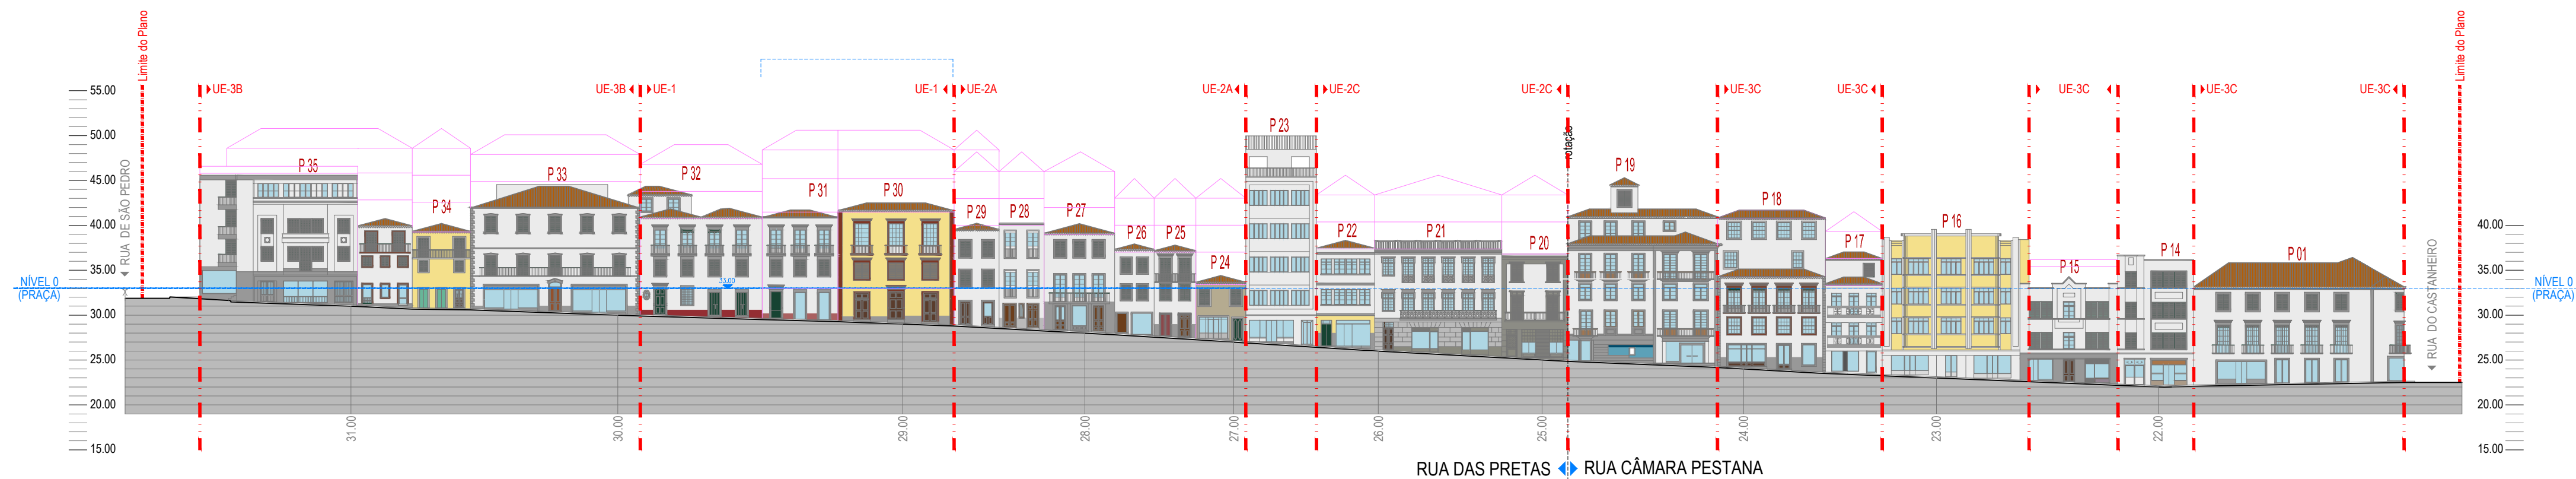 Limite do Plano
Limite do Plano
UE-3B
UE-3B
UE-1
UE-1
UE-2A
UE-2A
UE-2C
UE-2C
UE-3C
UE-3C
UE-3C
UE-3C
UE-3C
55.00
50.00
45.00
40.00
35.00
30.00
25.00
20.00
15.00
RUA DE SÃO PEDRO
NÍVEL 0
(PRAÇA)
P 35
P 34
P 33
P 32
P 31
P 30
P 29
P 28
P 27
P 26
P 25
P 24
P 23
P 22
P 21
P 20
rotação
P 19
P 18
P 17
P 16
P 15
P 14
P 01
33.00
RUA DO CASTANHEIRO
40.00
35.00
30.00
25.00
20.00
15.00
NÍVEL 0
(PRAÇA)
31.00
30.00
29.00
28.00
27.00
26.00
25.00
24.00
23.00
22.00
RUA DAS PRETAS
RUA CÂMARA PESTANA